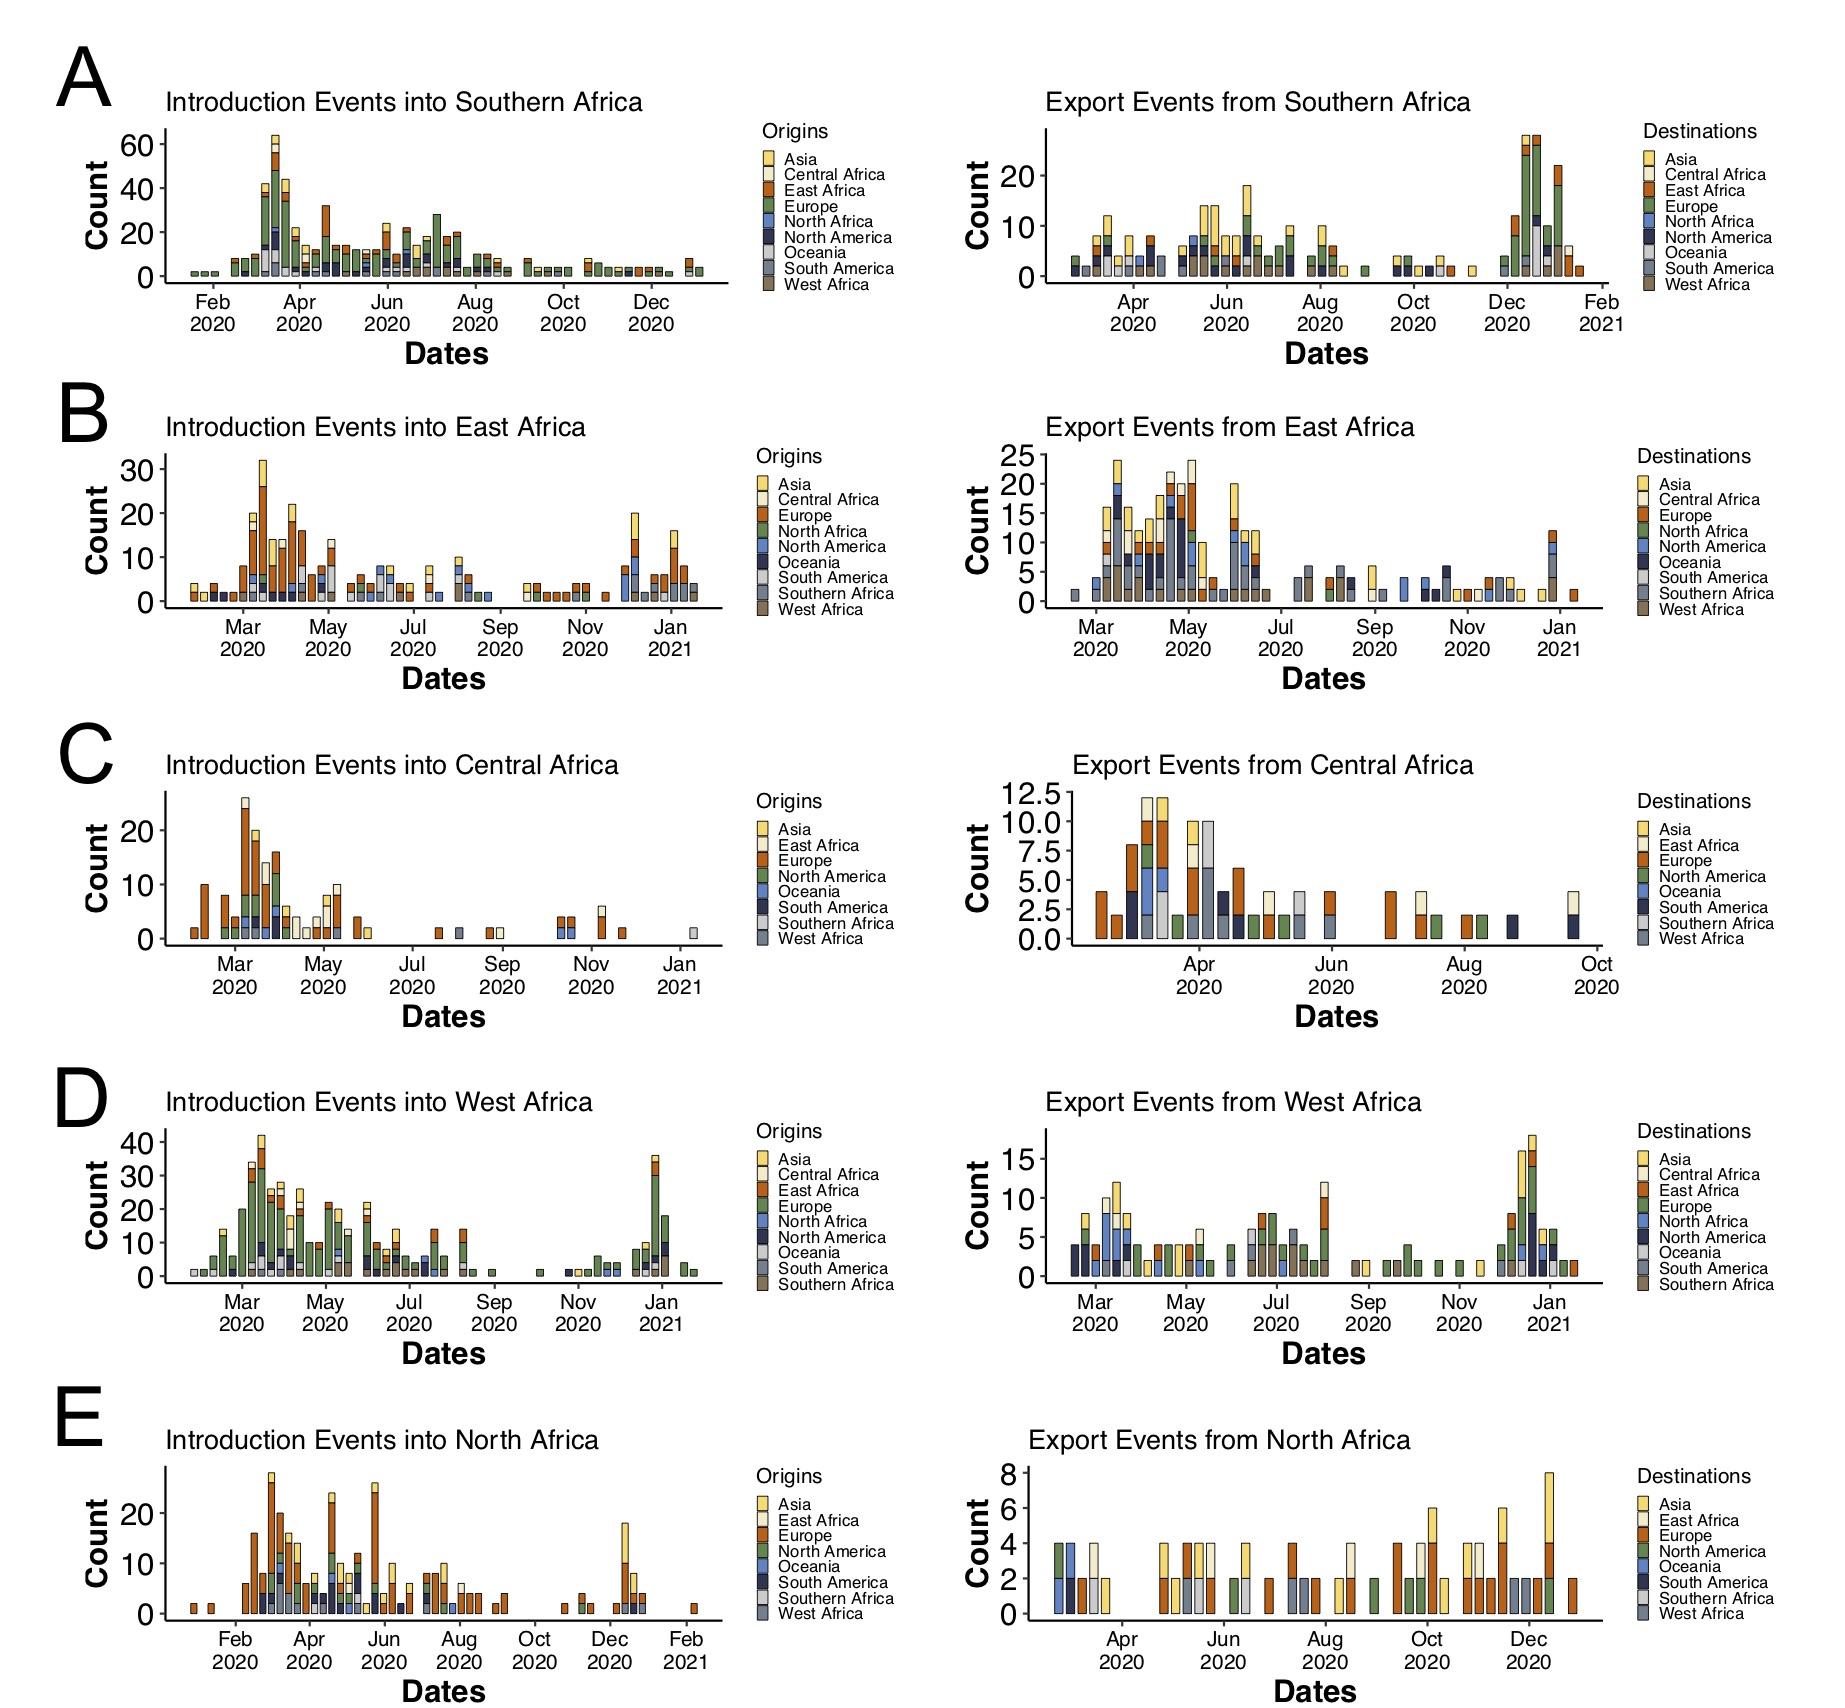 A
Introduction Events into Southern Africa
Count
60
40
20
0
Feb 2020
Apr 2020
Jun 2020
Aug 2020
Oct 2020
Dec 2020
Dates
Origins
Asia
Central Africa
East Africa
Europe
North Africa
North America
Oceania
South America
West Africa
Export Events from Southern Africa
Count
20
10
0
Apr 2020
Jun 2020
Aug 2020
Oct 2020
Dec 2020
Feb 2021
Dates
Destinations
Asia
Central Africa
East Africa
Europe
North Africa
North America
Oceania
South America
West Africa
B
Introduction Events into East Africa
Count
30
20
10
0
Mar 2020
May 2020
Jul 2020
Sep 2020
Nov 2020
Jan 2021
Dates
Origins
Asia
Central Africa
Europe
North Africa
North America
Oceania
South America
Southern Africa
West Africa
Export Events from East Africa
Count
25
20
15
10
5
0
Mar 2020
May 2020
Jul 2020
Sep 2020
Nov 2020
Jan 2021
Dates
Destinations
Asia
Central Africa
Europe
North Africa
North America
Oceania
South America
Southern Africa
West Africa
C
Introduction Events into Central Africa
Count
20
10
0
Mar 2020
May 2020
Jul 2020
Sep 2020
Nov 2020
Jan 2021
Dates
Origins
Asia
East Africa
Europe
North America
Oceania
South America
Southern Africa
West Africa
Export Events from Central Africa
Count
12.5
10.0
7.5
5.0
2.5
0.0
Apr 2020
Jun 2020
Aug 2020
Oct 2020
Dates
Destinations
Asia
East Africa
Europe
North America
Oceania
South America
Southern Africa
West Africa
D
Introduction Events into West Africa
Count
40
30
20
10
0
Mar 2020
May 2020
Jul 2020
Sep 2020
Nov 2020
Jan 2021
Dates
Origins
Asia
Central Africa
East Africa
Europe
North Africa
North America
Oceania
South America
Southern Africa
Export Events from West Africa
Count
15
10
5
0
Mar 2020
May 2020
Jul 2020
Sep 2020
Nov 2020
Jan 2021
Dates
Destinations
Asia
Central Africa
East Africa
Europe
North Africa
North America
Oceania
South America
Southern Africa
E
Introduction Events into North Africa
Count
20
10
0
Feb 2020
Apr 2020
Jun 2020
Aug 2020
Oct 2020
Dec 2020
Feb 2021
Dates
Origins
Asia
East Africa
Europe
North America
Oceania
South America
Southern Africa
West Africa
Export Events from North Africa
Count
8
6
4
2
0
Apr 2020
Jun 2020
Aug 2020
Oct 2020
Dec 2020
Dates
Destinations
Asia
East Africa
Europe
North America
Oceania
South America
Southern Africa
West Africa